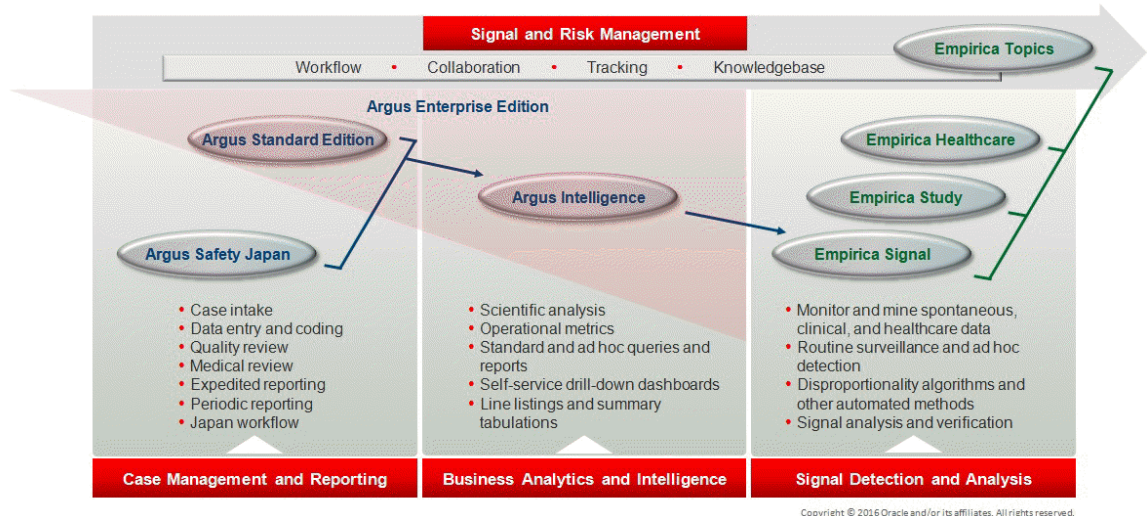 Signal and Risk Management
Empirica Topics
Workflow • Collaboration • Tracking • Knowledgebase
Argus Enterprise Edition
Argus Standard Edition
Empirica Healthcare
Argus Intelligence
Empirica Study
Argus Safety Japan
Empirica Signal
• Case intake
• Data entry and coding
• Quality review
• Medical review
• Expedited reporting
• Periodic reporting
• Japan workflow
• Scientific analysis
• Operational metrics
• Standard and ad hoc queries and
reports
• Self-service drill-down dashboards
• Line listings and summary
tabulations
• Monitor and mine spontaneous,
clinical, and healthcare data
• Routine surveillance and ad hoc
detection
• Disproportionality algorithms and
other automated methods
• Signal analysis and verification
Case Management and Reporting
Business Analytics and Intelligence
Signal Detection and Analysis
Copyright © 2016 Oracle and/or its affiliates. All rights reserved.